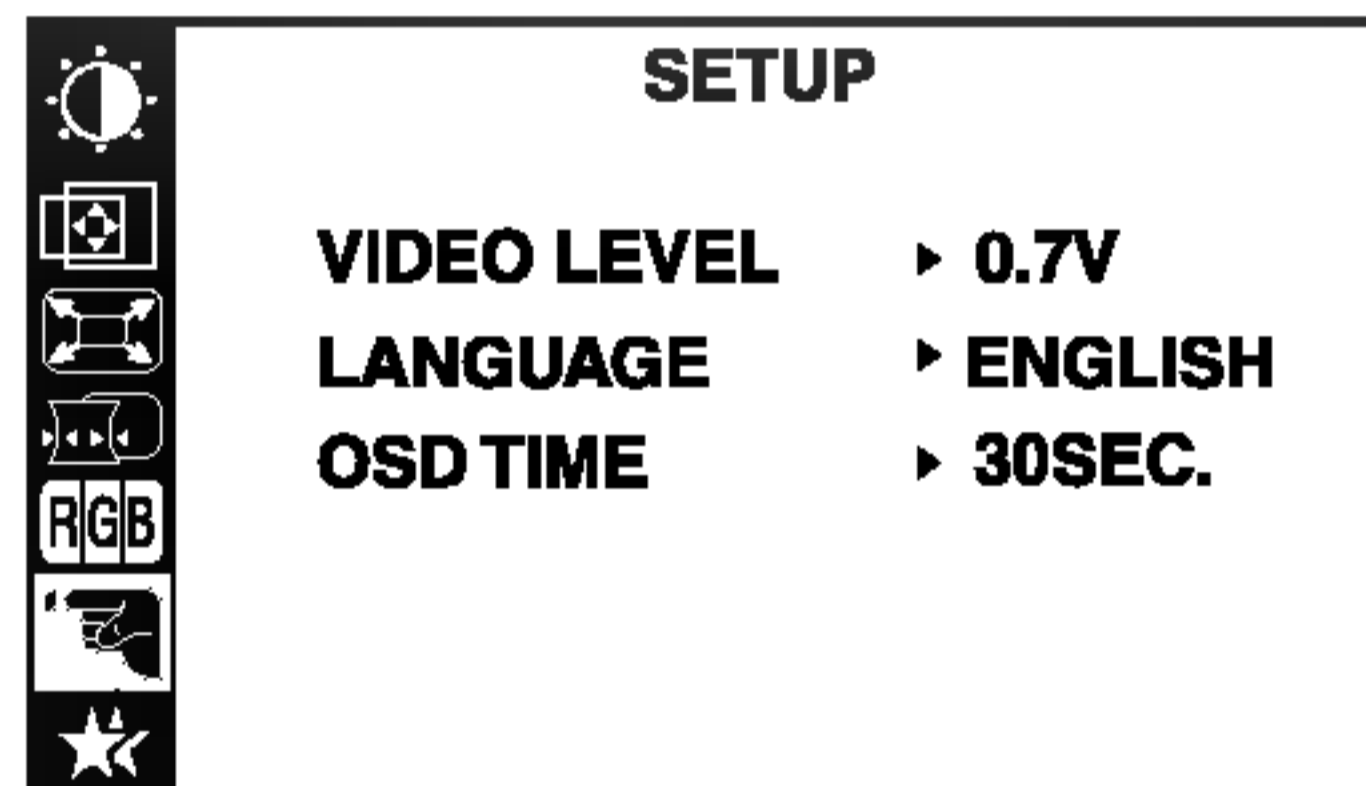 SETUP
VIDEO LEVEL ▸ 0.7V
LANGUAGE ▸ ENGLISH
OSD TIME ▸ 30SEC.
RGB